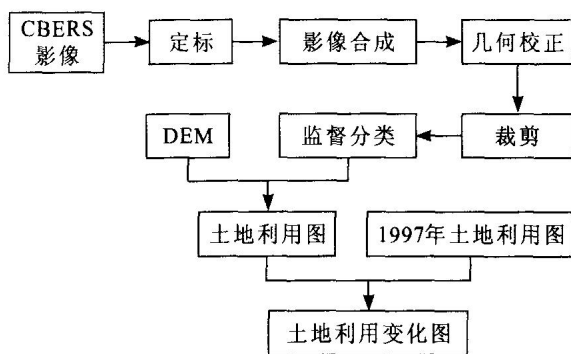 CBERS
影像
定标
影像合成
几何校正
DEM
监督分类
裁剪
土地利用图
1997年土地利用图
土地利用变化图